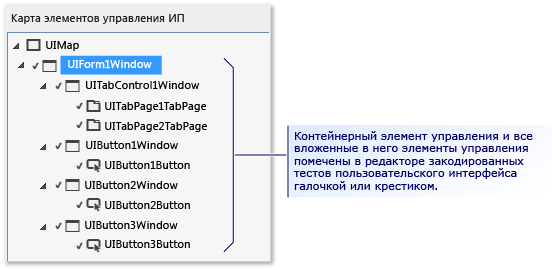 Карта элементов управления ИП
UIMap
UIForm1Window
UITabControl1Window
UITabPage1TabPage
UITabPage2TabPage
UIButton1Window
UIButton1Button
UIButton2Window
UIButton2Button
UIButton3Window
UIButton3Button
Контейнерный элемент управления и все
вложенные в него элементы управления
помечены в редакторе закодированных
тестов пользовательского интерфейса
галочкой или крестиком.